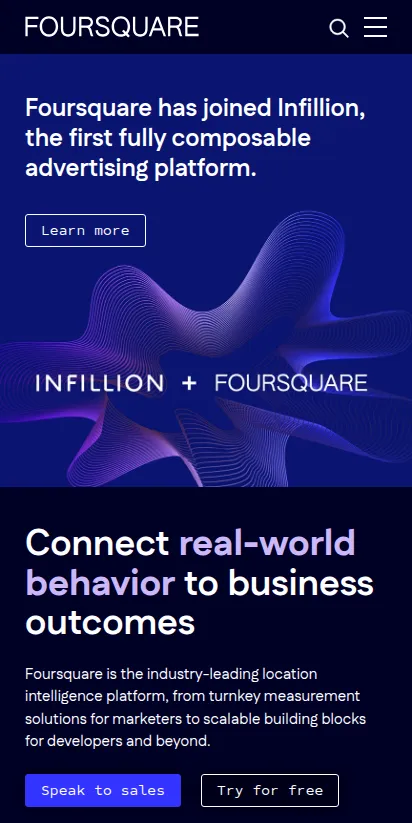 FOURSQUARE
Foursquare has joined Infillion,
the first fully composable
advertising platform.
Learn more
INFILLION + FOURSQUARE
Connect real-world
behavior to business
outcomes
Foursquare is the industry-leading location
intelligence platform, from turnkey measurement
solutions for marketers to scalable building blocks
for developers and beyond.
Speak to sales
Try for free